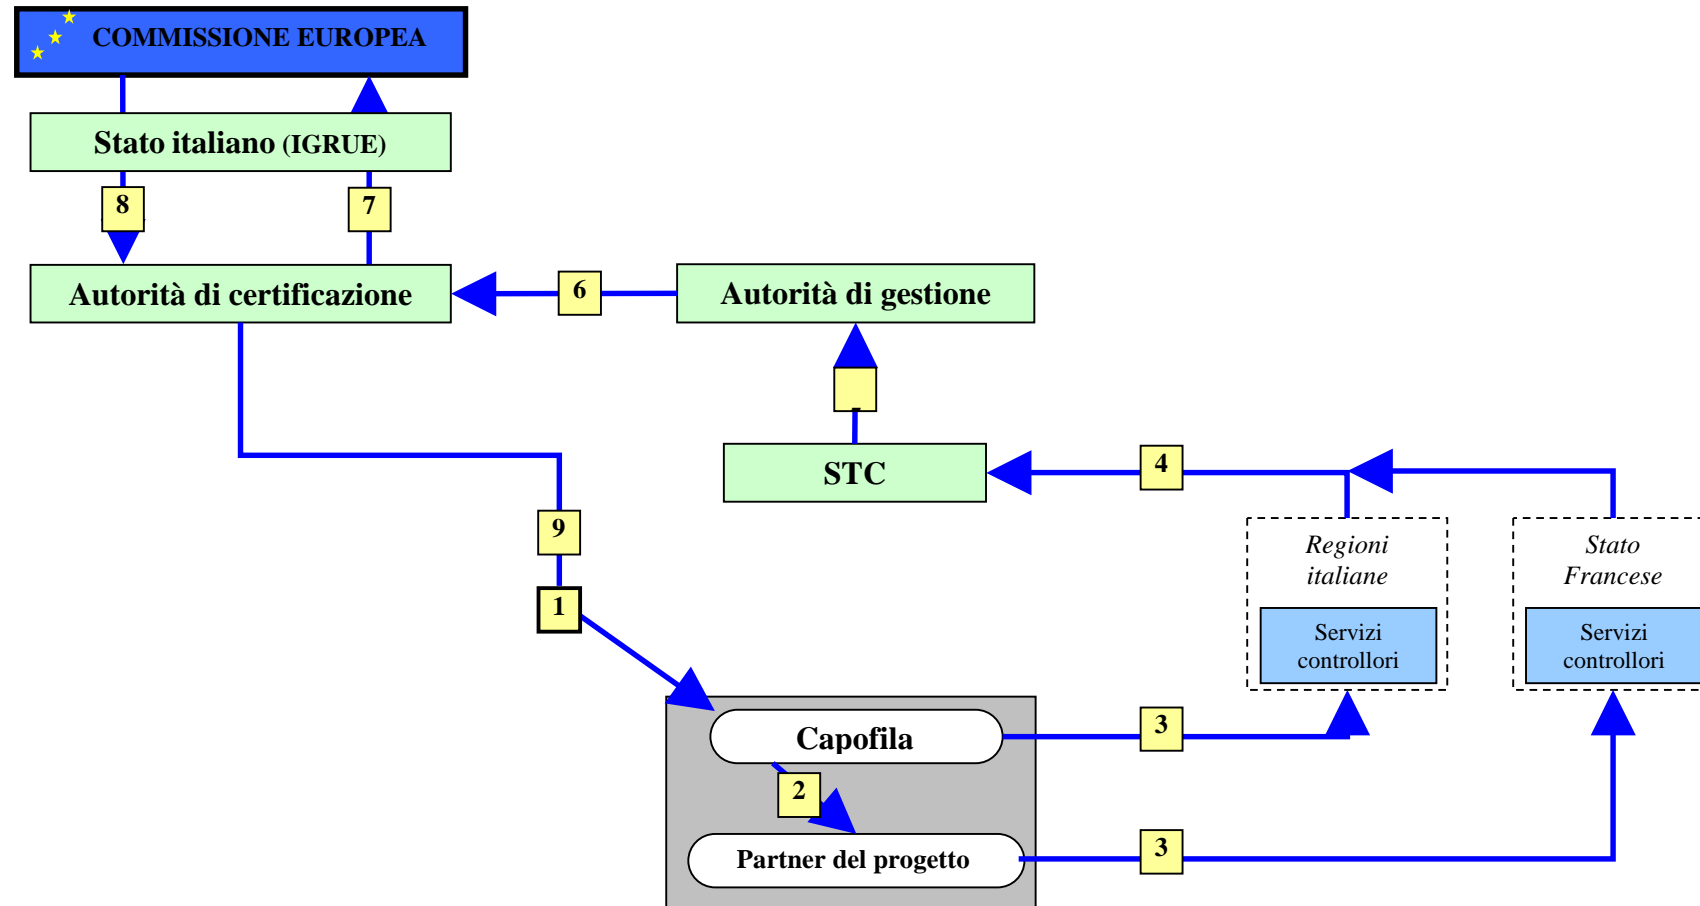 COMMISSIONE EUROPEA
Stato italiano (IGRUE)
8
7
Autorità di certificazione
6
Autorità di gestione
STC
4
9
1
Regioni
italiane
Servizi
controllori
Stato
Francese
Servizi
controllori
Capofila
3
2
Partner del progetto
3